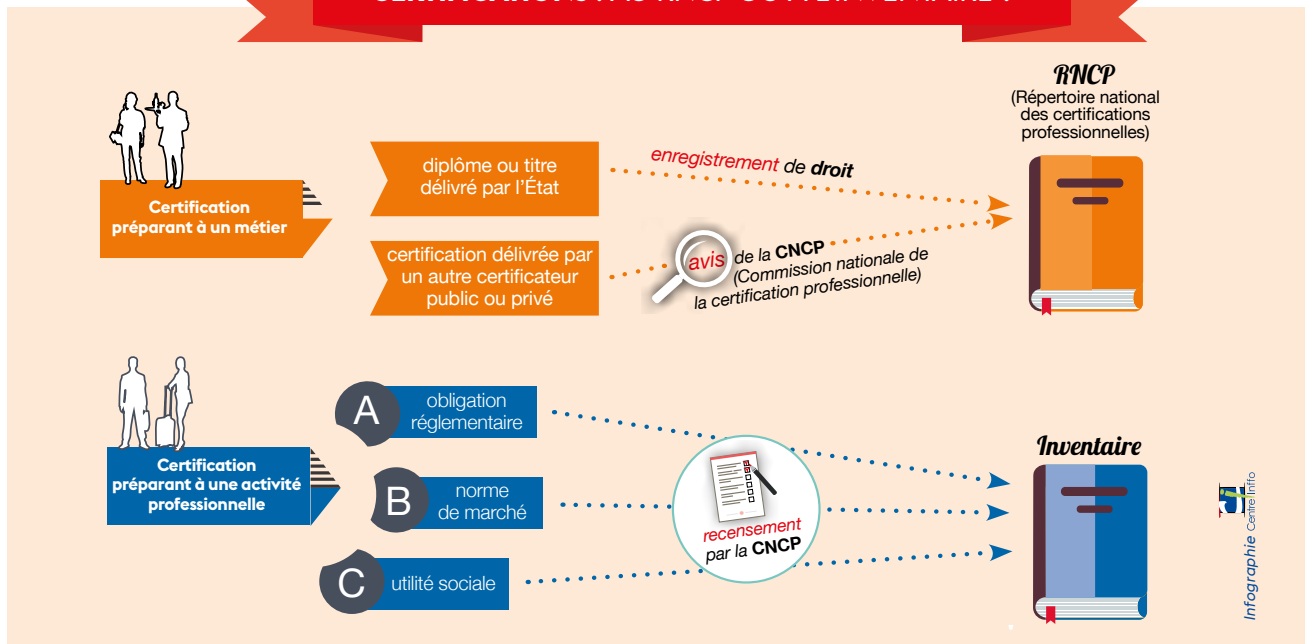 RNCP
(Répertoire national
des certifications
professionnelles)
Certification
préparant à un métier
diplôme ou titre
délivré par l’État
enregistrement de droit
certification délivrée par
un autre certificateur
public ou privé
avis de la CNCP
(Commission nationale de
la certification professionnelle)
Certification
préparant à une activité
professionnelle
A
obligation
réglementaire
B
norme
de marché
C
utilité sociale
recensement
par la CNCP
Inventaire
Infographie Centre Inffo